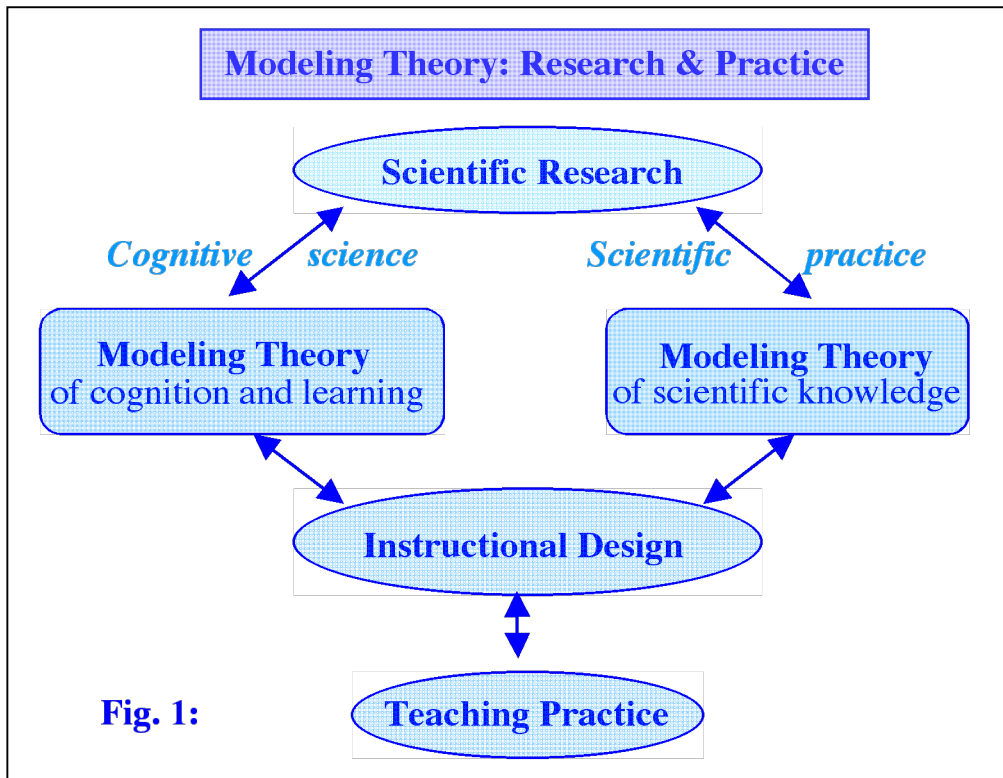 Modeling Theory: Research & Practice
Scientific Research
Cognitive science
Scientific practice
Modeling Theory
of cognition and learning
Modeling Theory
of scientific knowledge
Instructional Design
Teaching Practice
Fig. 1: